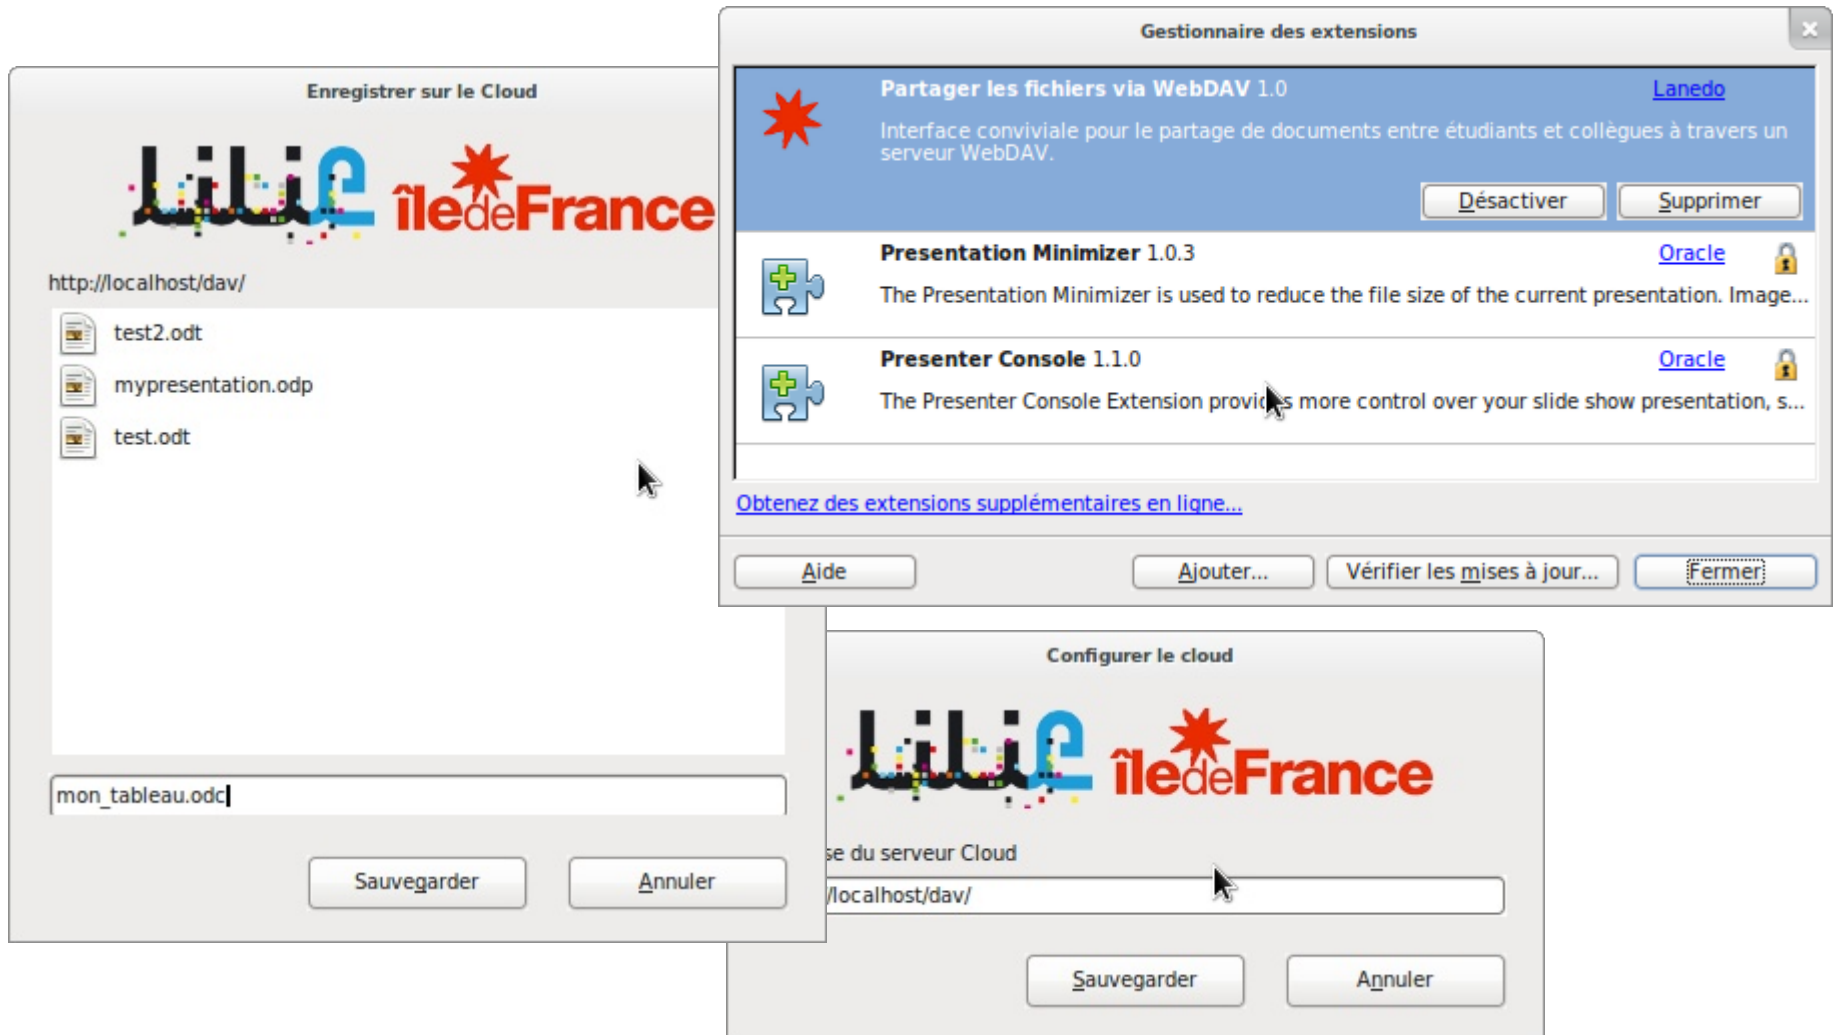 Enregistrer sur le Cloud
lilie
îledeFrance
http://localhost/dav/
test2.odt
mypresentation.odp
test.odt
mon_tableau.odc
Sauvegarder Annuler
Gestionnaire des extensions
Partager les fichiers via WebDAV 1.0 Lanedo
Interface conviviale pour le partage de documents entre étudiants et collègues à travers un
serveur WebDAV.
Désactiver Supprimer
Presentation Minimizer 1.0.3 Oracle
The Presentation Minimizer is used to reduce the file size of the current presentation. Image...
Presenter Console 1.1.0 Oracle
The Presenter Console Extension provides more control over your slide show presentation, s...
Obtenez des extensions supplémentaires en ligne...
Aide Ajouter... Vérifier les mises à jour... Fermer
Configurer le cloud
lilie
îledeFrance
se du serveur Cloud
/localhost/dav/
Sauvegarder Annuler